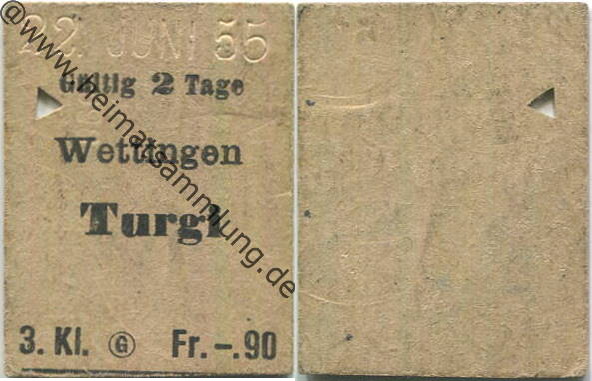 22. JUNI 55
Gültig 2 Tage
Wettingen
Turgi
3. Kl. G Fr. -.90
@www.heimatsammlung.de